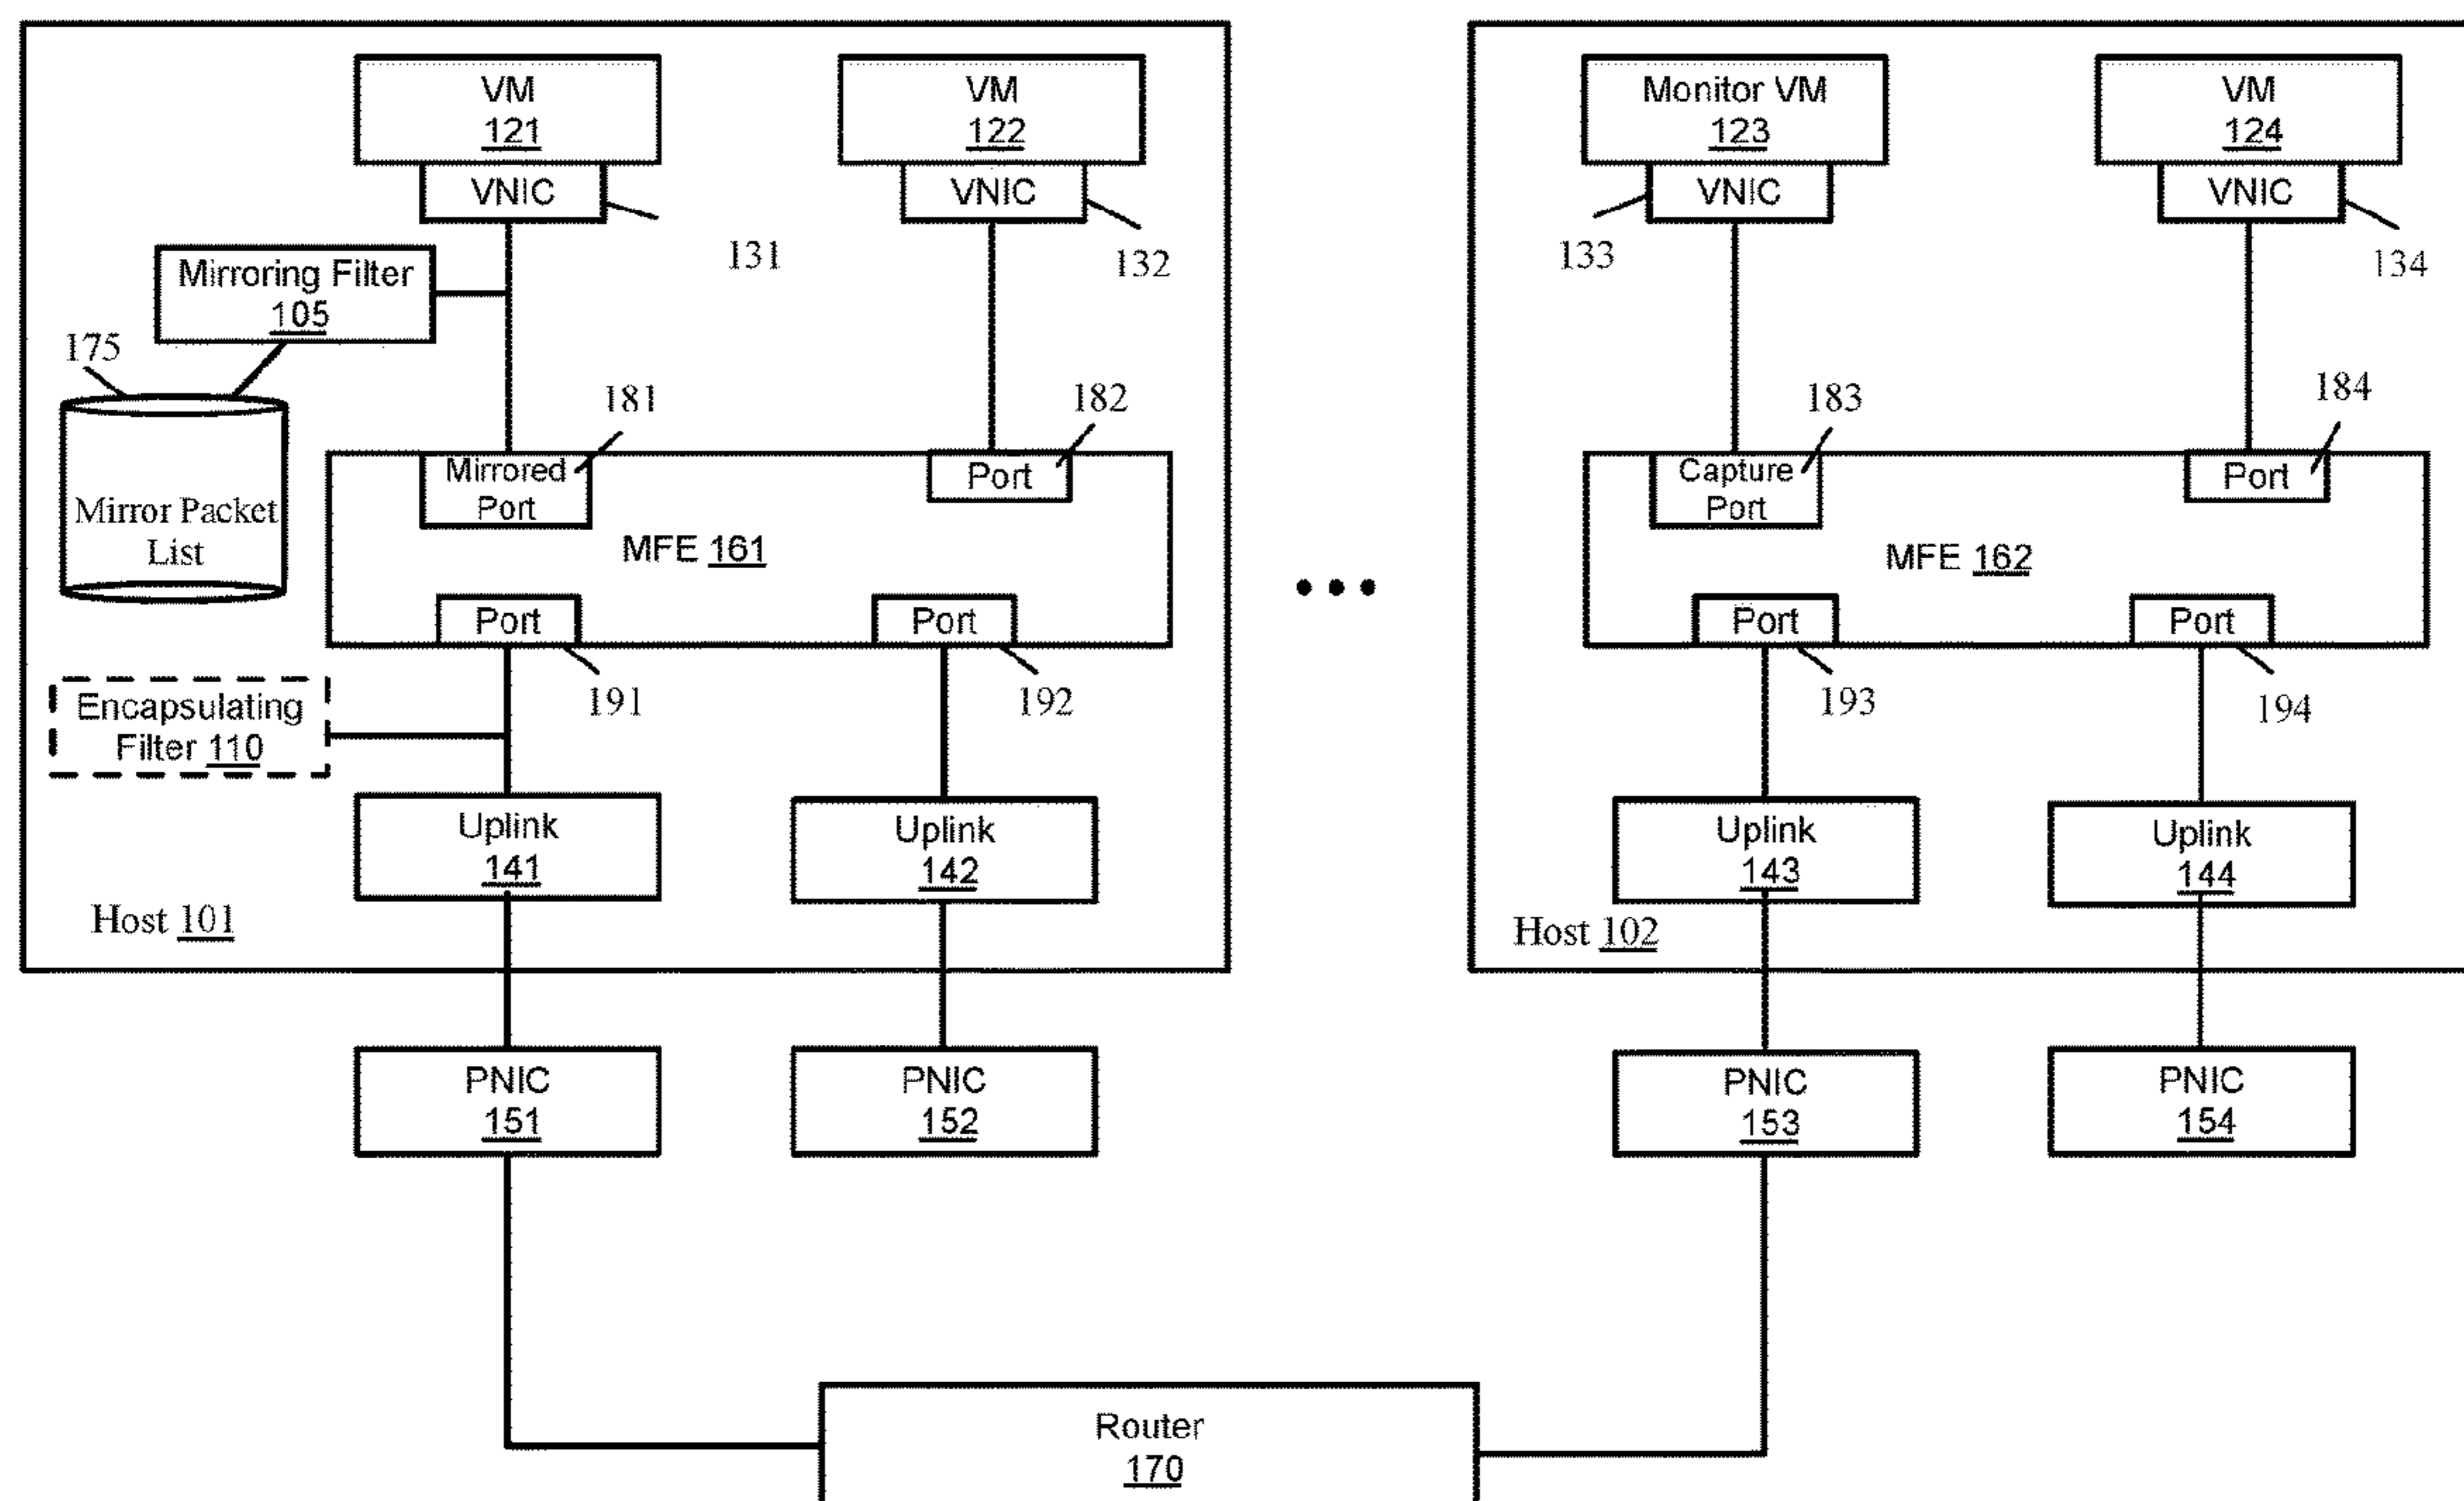 VM
121
VNIC
131
VM
122
VNIC
132
Monitor VM
123
VNIC
133
VM
124
VNIC
134
Mirroring Filter
105
175
Mirror Packet
List
181
Mirrored
Port
182
Port
MFE 161
Port
191
Port
192
183
Capture
Port
184
Port
MFE 162
Port
193
Port
194
Encapsulating
Filter 110
Uplink
141
Uplink
142
Host 101
Uplink
143
Uplink
144
Host 102
PNIC
151
PNIC
152
PNIC
153
PNIC
154
Router
170